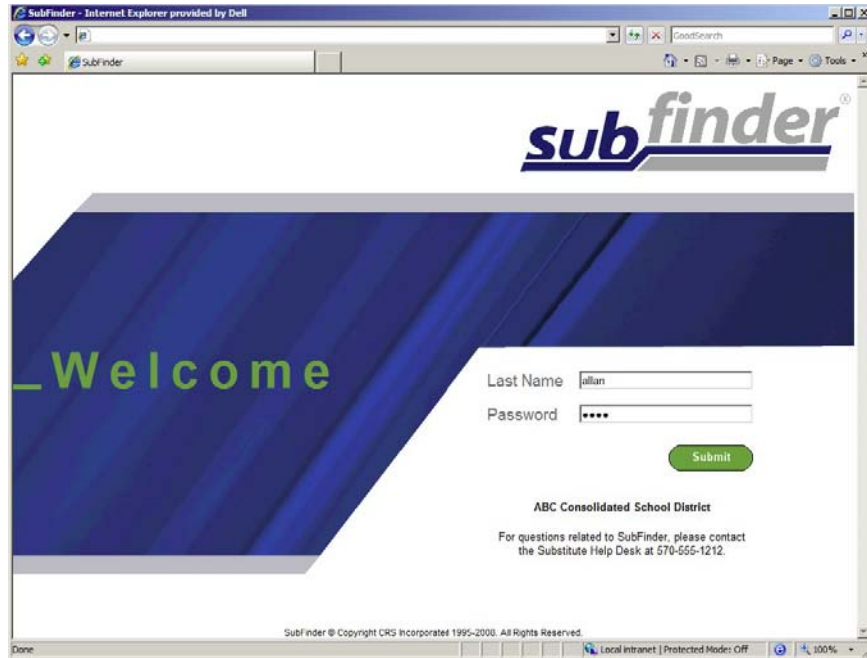 SubFinder - Internet Explorer provided by Dell
GoodSearch
SubFinder
Page
Tools
subfinder®
_Welcome
Last Name allan
Password ••••
Submit
ABC Consolidated School District
For questions related to SubFinder, please contact
the Substitute Help Desk at 570-555-1212.
SubFinder © Copyright CRS Incorporated 1995-2008. All Rights Reserved.
Done
Local intranet | Protected Mode: Off
100%